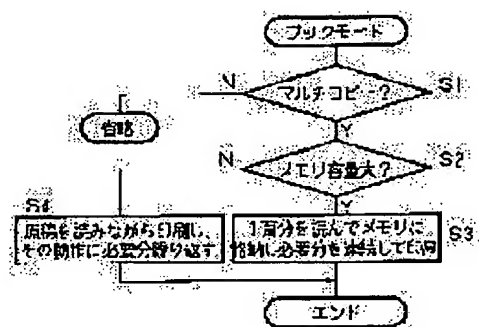 ブックモード
N
マルチコピー?
S1
Y
省略
N
メモリ容量大?
S2
Y
S4
原稿を読みながら印刷し、
その動作に必要分繰り返す
1頁分を読んでメモリに
格納し必要分を連続して印刷
S3
エンド